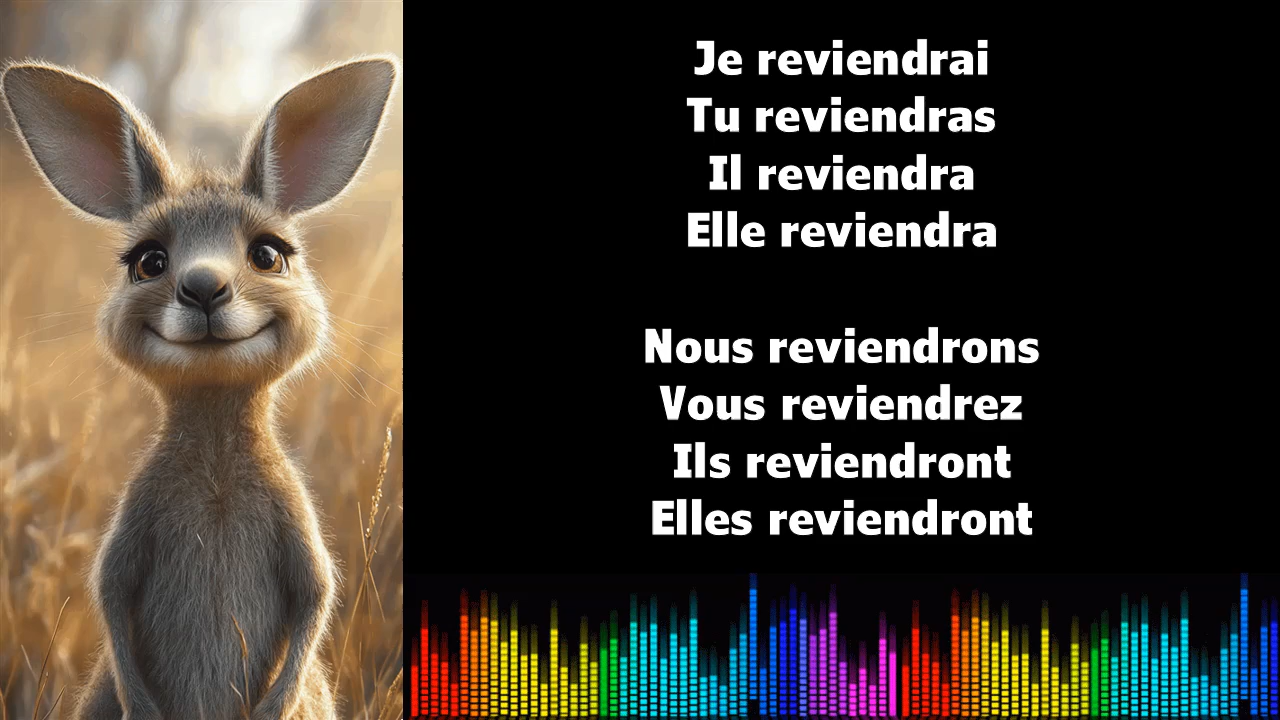 Je reviendrai
Tu reviendras
Il reviendra
Elle reviendra
Nous reviendrons
Vous reviendrez
Ils reviendront
Elles reviendront